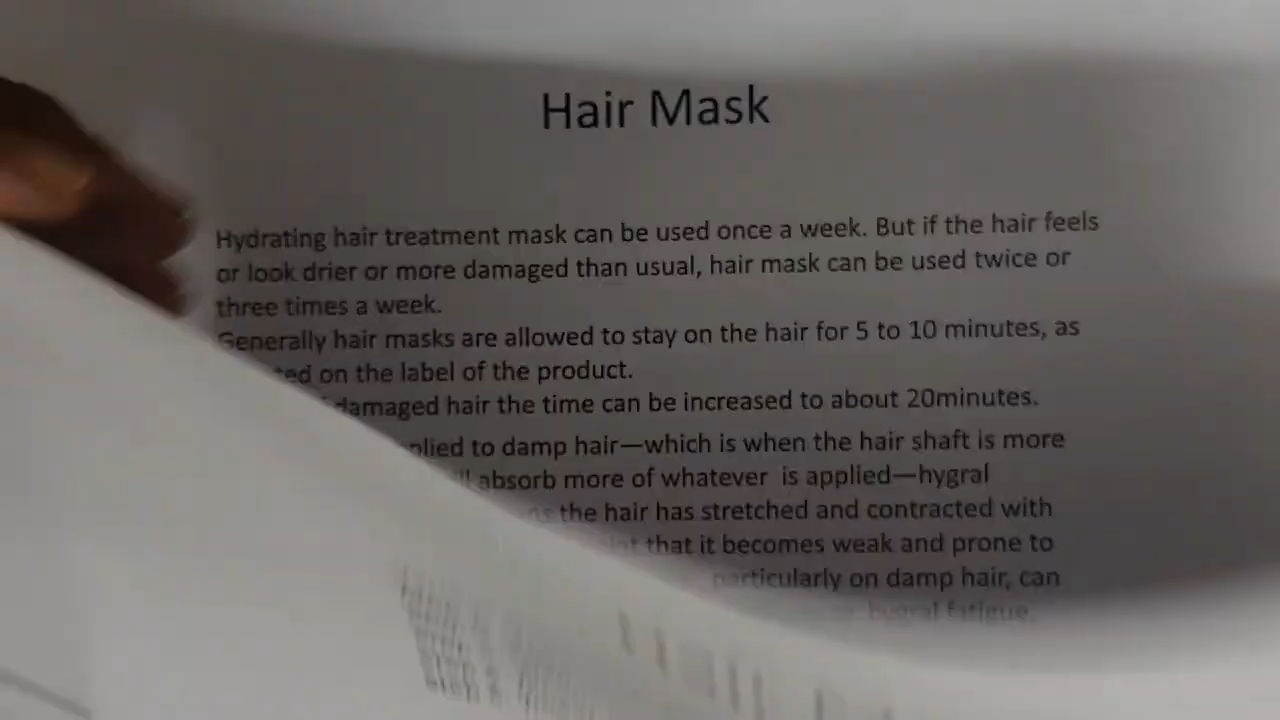 Hair Mask
Hydrating hair treatment mask can be used once a week. But if the hair feels
or look drier or more damaged than usual, hair mask can be used twice or
three times a week.
Generally hair masks are allowed to stay on the hair for 5 to 10 minutes, as
on the label of the product.
damaged hair the time can be increased to about 20minutes.
to damp hair—which is when the hair shaft is more
absorb more of whatever is applied—hygral
the hair has stretched and contracted with
that it becomes weak and prone to
particularly on damp hair, can
hygral fatigue.